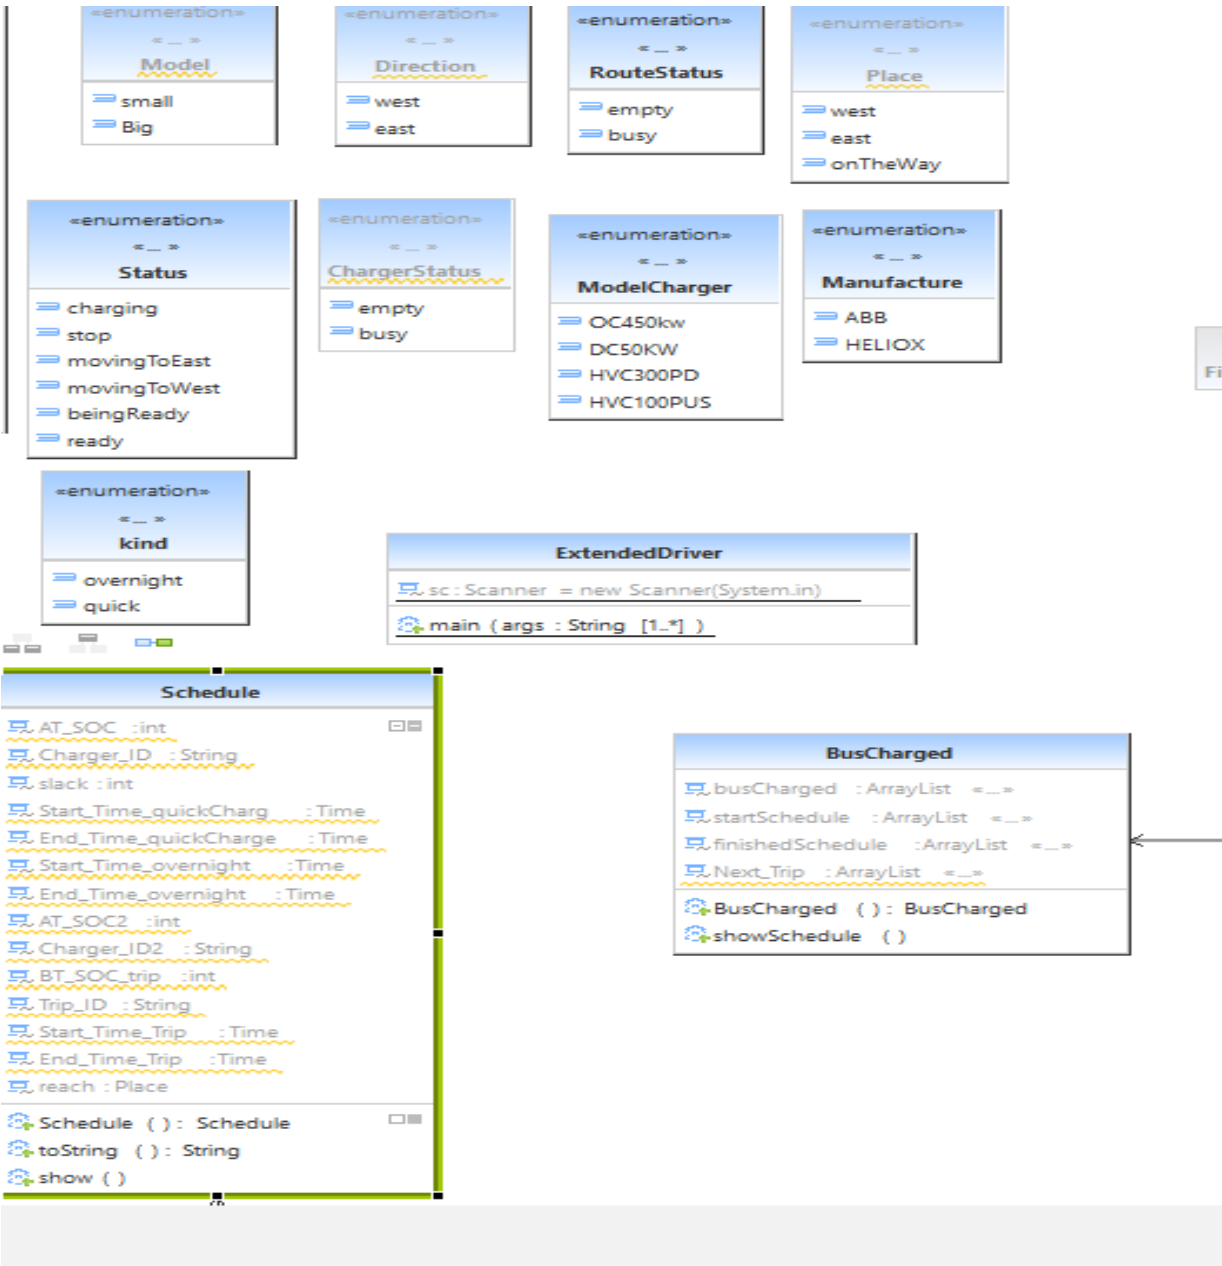 «enumeration»
« _ »
Model
small
Big
«enumeration»
« _ »
Direction
west
east
«enumeration»
« _ »
RouteStatus
empty
busy
«enumeration»
« _ »
Place
west
east
onTheWay
«enumeration»
« _ »
Status
charging
stop
movingToEast
movingToWest
beingReady
ready
«enumeration»
« _ »
ChargerStatus
empty
busy
«enumeration»
« _ »
ModelCharger
OC450kw
DC50KW
HVC300PD
HVC100PUS
«enumeration»
« _ »
Manufacture
ABB
HELIOX
Fi
«enumeration»
« _ »
kind
overnight
quick
ExtendedDriver
sc : Scanner = new Scanner(System.in)
main ( args : String [1..*] )
Schedule
AT_SOC :int
Charger_ID : String
slack : int
Start_Time_quickCharg : Time
End_Time_quickCharge : Time
Start_Time_overnight :Time
End_Time_overnight : Time
AT_SOC2 :int
Charger_ID2 : String
BT_SOC_trip :int
Trip_ID : String
Start_Time_Trip : Time
End_Time_Trip :Time
reach : Place
Schedule ( ) : Schedule
toString ( ) : String
show ( )
BusCharged
busCharged : ArrayList «_»
startSchedule : ArrayList «_»
finishedSchedule :ArrayList «_»
Next_Trip : ArrayList «_»
BusCharged ( ) : BusCharged
showSchedule ( )